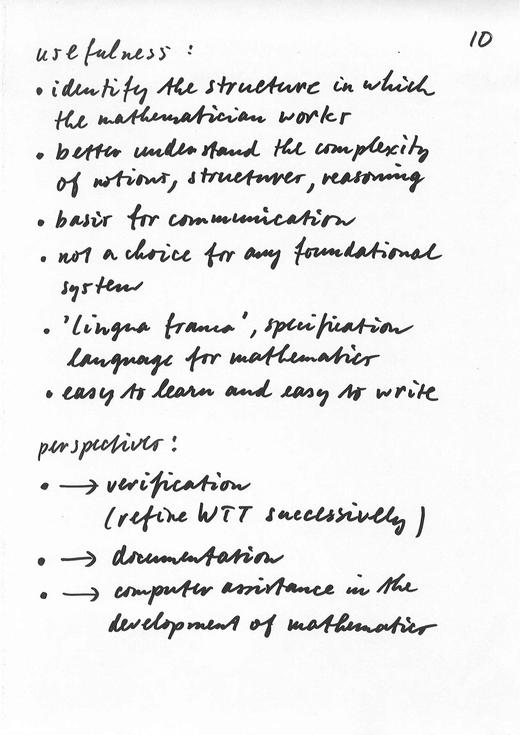 10
usefulness :
• identify the structure in which
the mathematician works
• better understand the complexity
of notions, structures, reasoning
• basis for communication
• not a choice for any foundational
system
• 'lingua franca', specification
language for mathematics
• easy to learn and easy to write
perspectives :
• → verification
(refine WTT successively)
• → documentation
• → computer assistance in the
development of mathematics